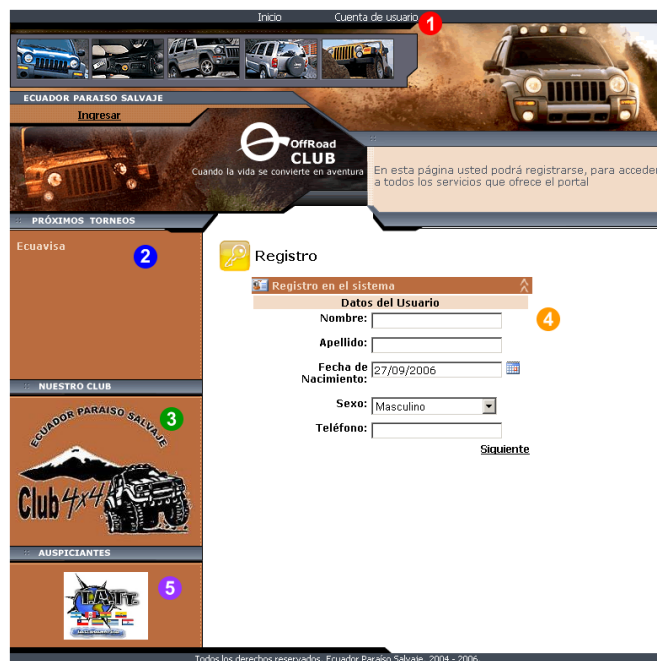 Inicio Cuenta de usuario 1
ECUADOR PARAISO SALVAJE
Ingresar
OffRoad
CLUB
Cuando la vida se convierte en aventura
En esta página usted podrá registrarse, para acceder
a todos los servicios que ofrece el portal
PRÓXIMOS TORNEOS
Ecuavisa
2
Registro
Registro en el sistema
Datos del Usuario
Nombre:
4
Apellido:
Fecha de
Nacimiento:
27/09/2006
Sexo: Masculino
Teléfono:
Siguiente
NUESTRO CLUB
ECUADOR PARAISO SALVAJE
3
Club 4x4
AUSPICIANTES
5
Todos los derechos reservados. Ecuador Paraíso Salvaje. 2004 - 2006